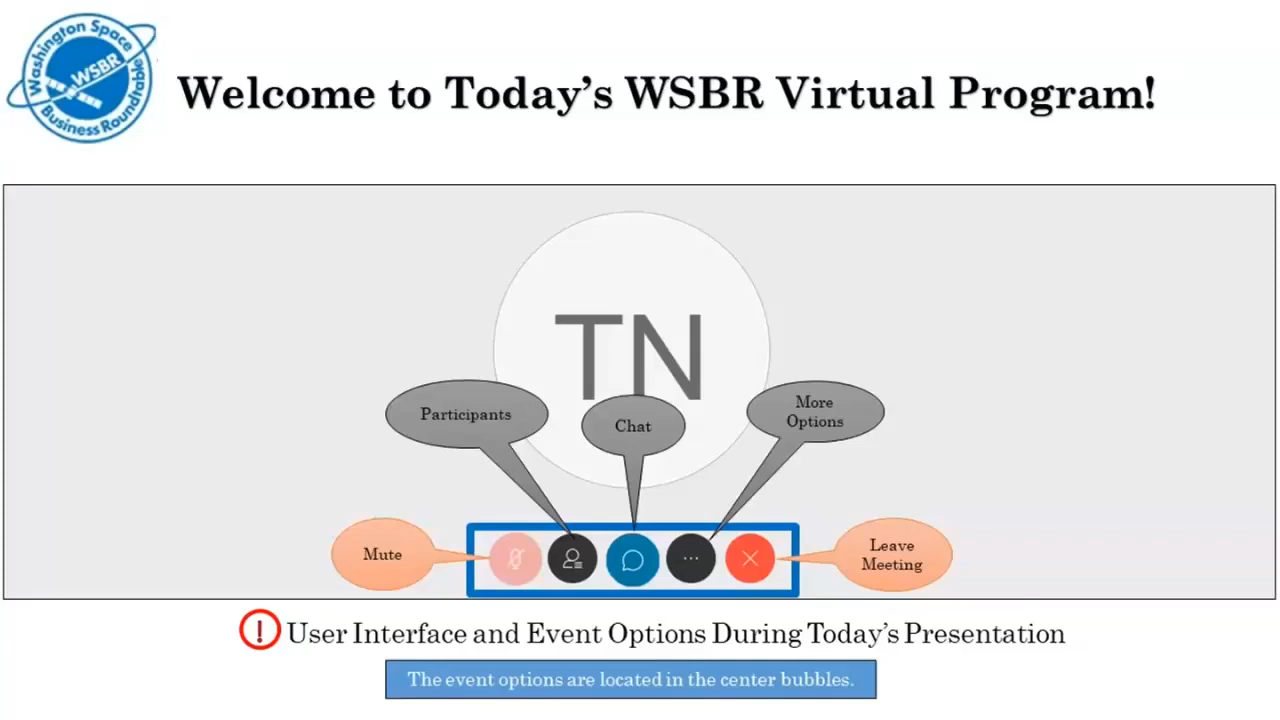 Washington Space
WSBR
Business Roundtable
Welcome to Today's WSBR Virtual Program!
TN
Participants
Chat
More
Options
Mute
Leave
Meeting
! User Interface and Event Options During Today's Presentation
The event options are located in the center bubbles.